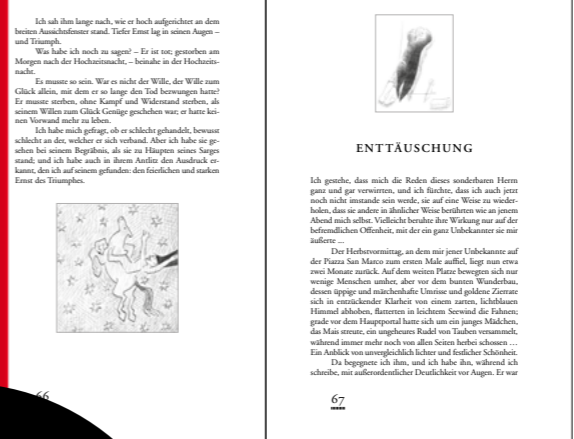 Ich sah ihm lange nach, wie er hoch aufgerichtet an dem
breiten Aussichtsfenster stand. Tiefer Ernst lag in seinen Augen –
und Triumph.
Was habe ich noch zu sagen? – Er ist tot; gestorben am
Morgen nach der Hochzeitsnacht, – beinahe in der Hochzeits-
nacht.
Es musste so sein. War es nicht der Wille, der Wille zum
Glück allein, mit dem er so lange den Tod bezwungen hatte?
Er musste sterben, ohne Kampf und Widerstand sterben, als
seinem Willen zum Glück Genüge geschehen war; er hatte kei-
nen Vorwand mehr zu leben.
Ich habe mich gefragt, ob er schlecht gehandelt, bewusst
schlecht an der, welcher er sich verband. Aber ich habe sie ge-
sehen bei seinem Begräbnis, als sie zu Häupten seines Sarges
stand; und ich habe auch in ihrem Antlitz den Ausdruck er-
kannt, den ich auf seinem gefunden: den feierlichen und starken
Ernst des Triumphes.
66
ENTTÄUSCHUNG
Ich gestehe, dass mich die Reden dieses sonderbaren Herrn
ganz und gar verwirrten, und ich fürchte, dass ich auch jetzt
noch nicht imstande sein werde, sie auf eine Weise zu wieder-
holen, dass sie andere in ähnlicher Weise berührten wie an jenem
Abend mich selbst. Vielleicht beruhte ihre Wirkung nur auf der
befremdlichen Offenheit, mit der ein ganz Unbekannter sie mir
äußerte ...
Der Herbstvormittag, an dem mir jener Unbekannte auf
der Piazza San Marco zum ersten Male auffiel, liegt nun etwa
zwei Monate zurück. Auf dem weiten Platze bewegten sich nur
wenige Menschen umher, aber vor dem bunten Wunderbau,
dessen üppige und märchenhafte Umrisse und goldene Zierrate
sich in entzückender Klarheit von einem zarten, lichtblauen
Himmel abhoben, flatterten in leichtem Seewind die Fahnen;
grade vor dem Hauptportal hatte sich um ein junges Mädchen,
das Mais streute, ein ungeheures Rudel von Tauben versammelt,
während immer mehr noch von allen Seiten herbei schossen ...
Ein Anblick von unvergleichlich lichter und festlicher Schönheit.
Da begegnete ich ihm, und ich habe ihn, während ich
schreibe, mit außerordentlicher Deutlichkeit vor Augen. Er war
67